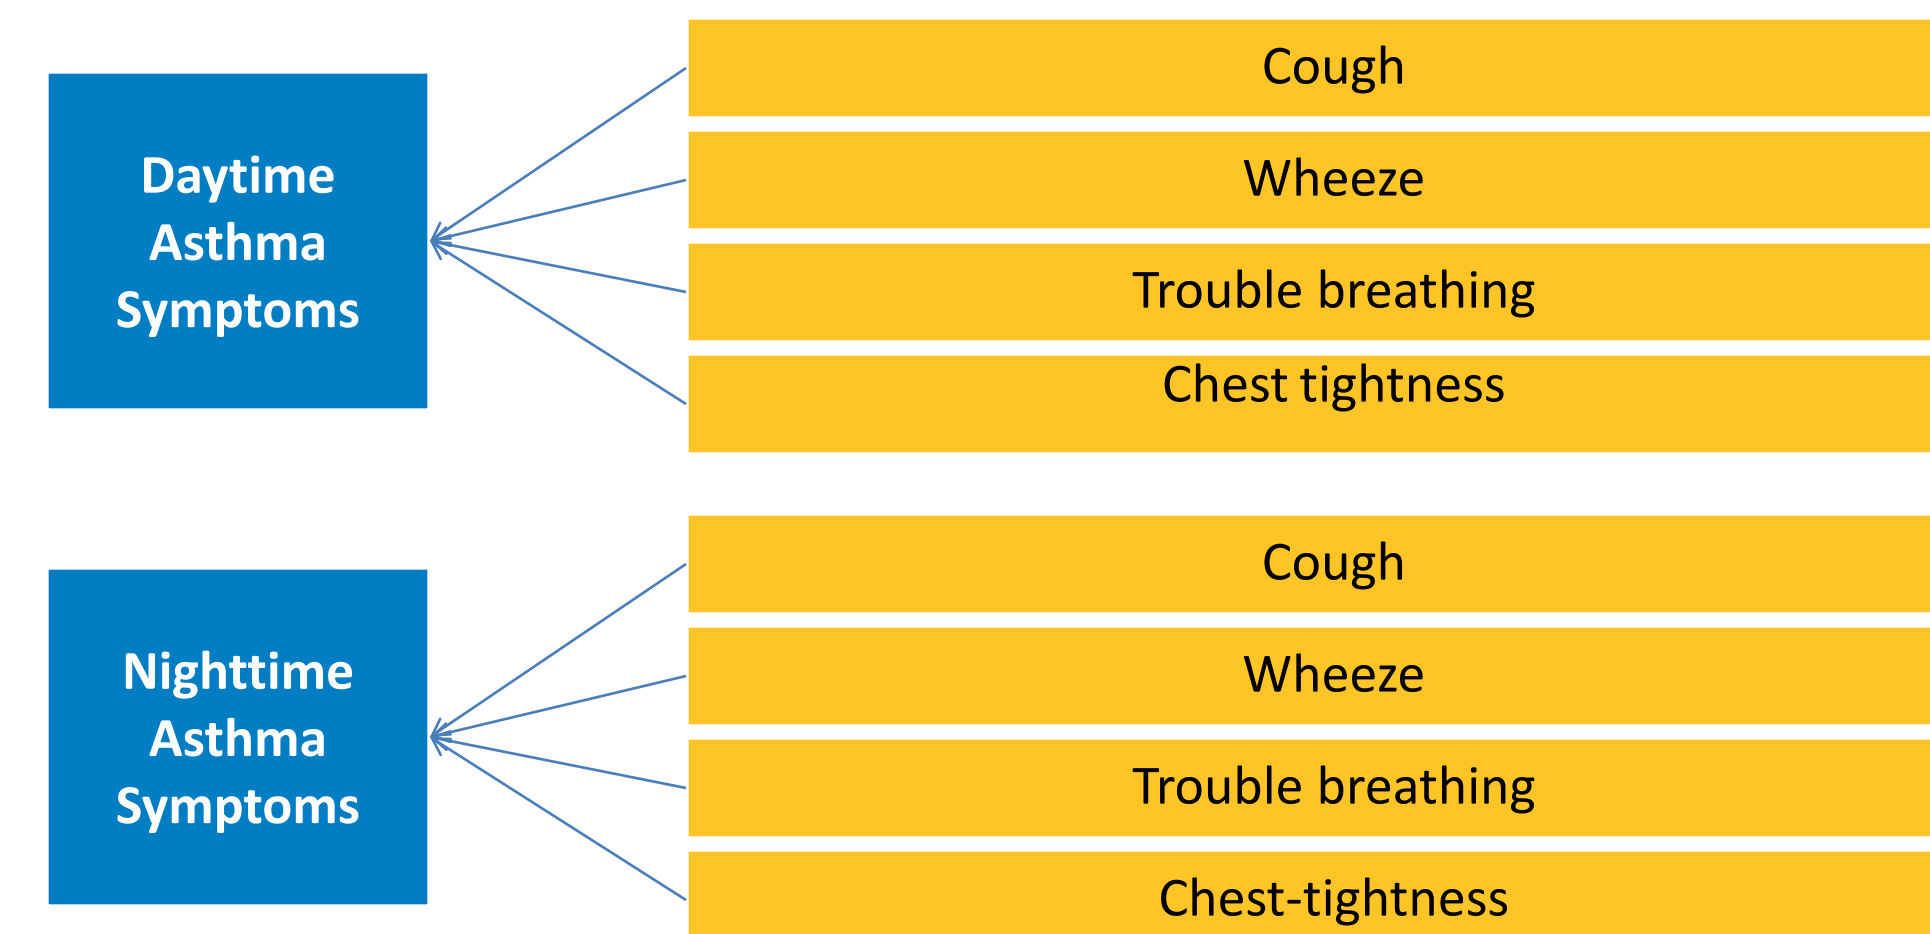 Daytime
Asthma
Symptoms
Cough
Wheeze
Trouble breathing
Chest tightness
Nighttime
Asthma
Symptoms
Cough
Wheeze
Trouble breathing
Chest-tightness